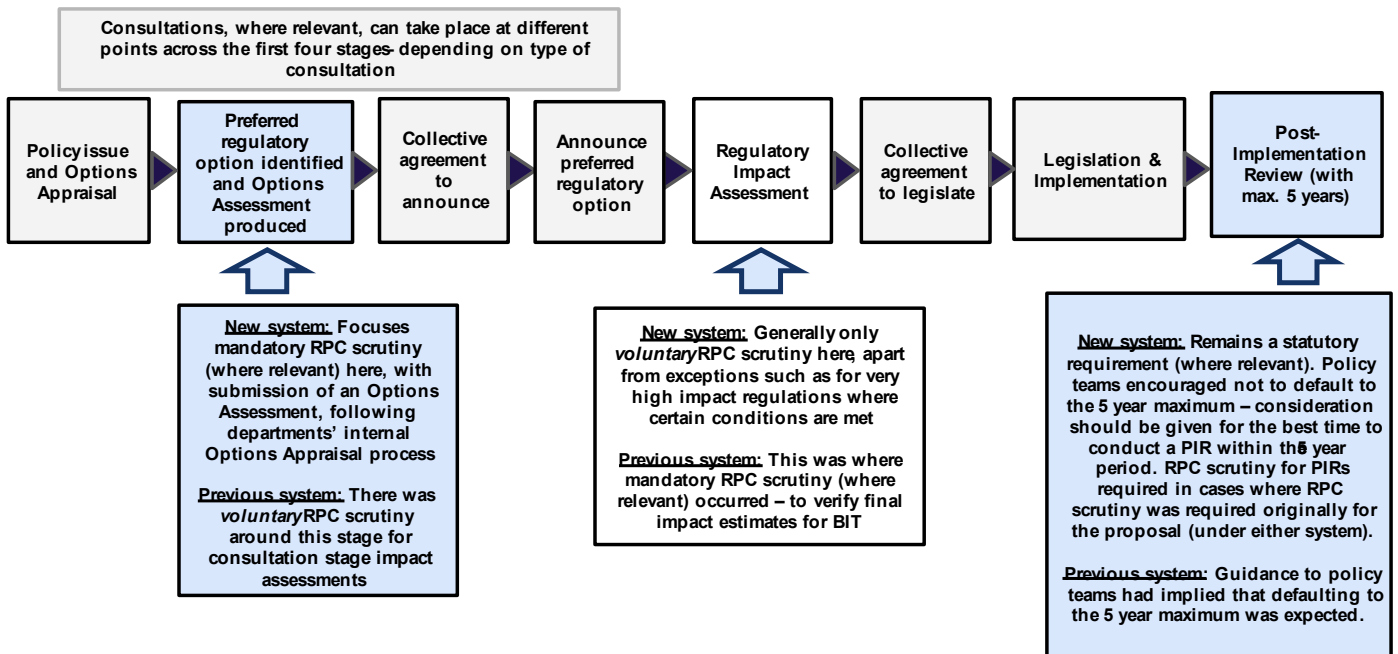 Consultations, where relevant, can take place at different
points across the first four stages- depending on type of
consultation
Policy issue
and Options
Appraisal
Preferred
regulatory
option identified
and Options
Assessment
produced
Collective
agreement
to
announce
Announce
preferred
regulatory
option
Regulatory
Impact
Assessment
Collective
agreement
to legislate
Legislation &
Implementation
Post-
Implementation
Review (with
max. 5 years)
New system: Focuses
mandatory RPC scrutiny
(where relevant) here, with
submission of an Options
Assessment, following
departments' internal
Options Appraisal process
Previous system: There was
voluntary RPC scrutiny
around this stage for
consultation stage impact
assessments
New system: Generally only
voluntary RPC scrutiny here, apart
from exceptions such as for very
high impact regulations where
certain conditions are met
Previous system: This was where
mandatory RPC scrutiny (where
relevant) occurred – to verify final
impact estimates for BIT
New system: Remains a statutory
requirement (where relevant). Policy
teams encouraged not to default to
the 5 year maximum – consideration
should be given for the best time to
conduct a PIR within the 5 year
period. RPC scrutiny for PIRs
required in cases where RPC
scrutiny was required originally for
the proposal (under either system).
Previous system: Guidance to policy
teams had implied that defaulting to
the 5 year maximum was expected.